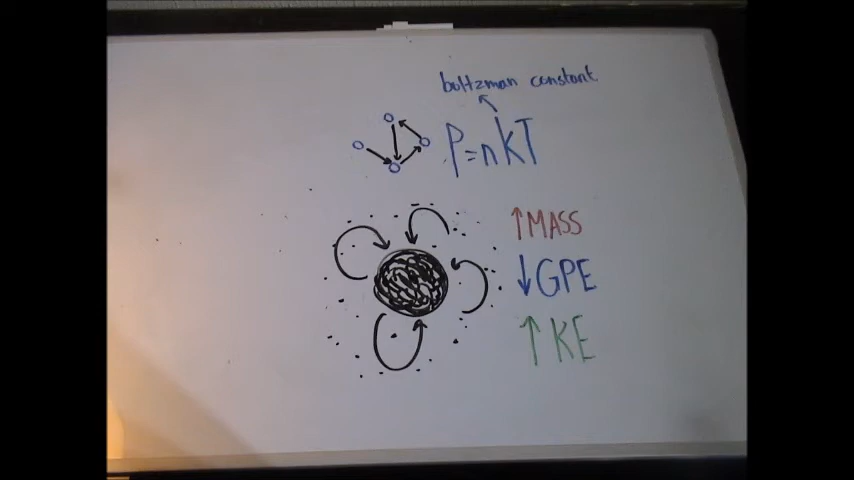 boltzman constant
P=nkT
↑MASS
↓GPE
↑KE